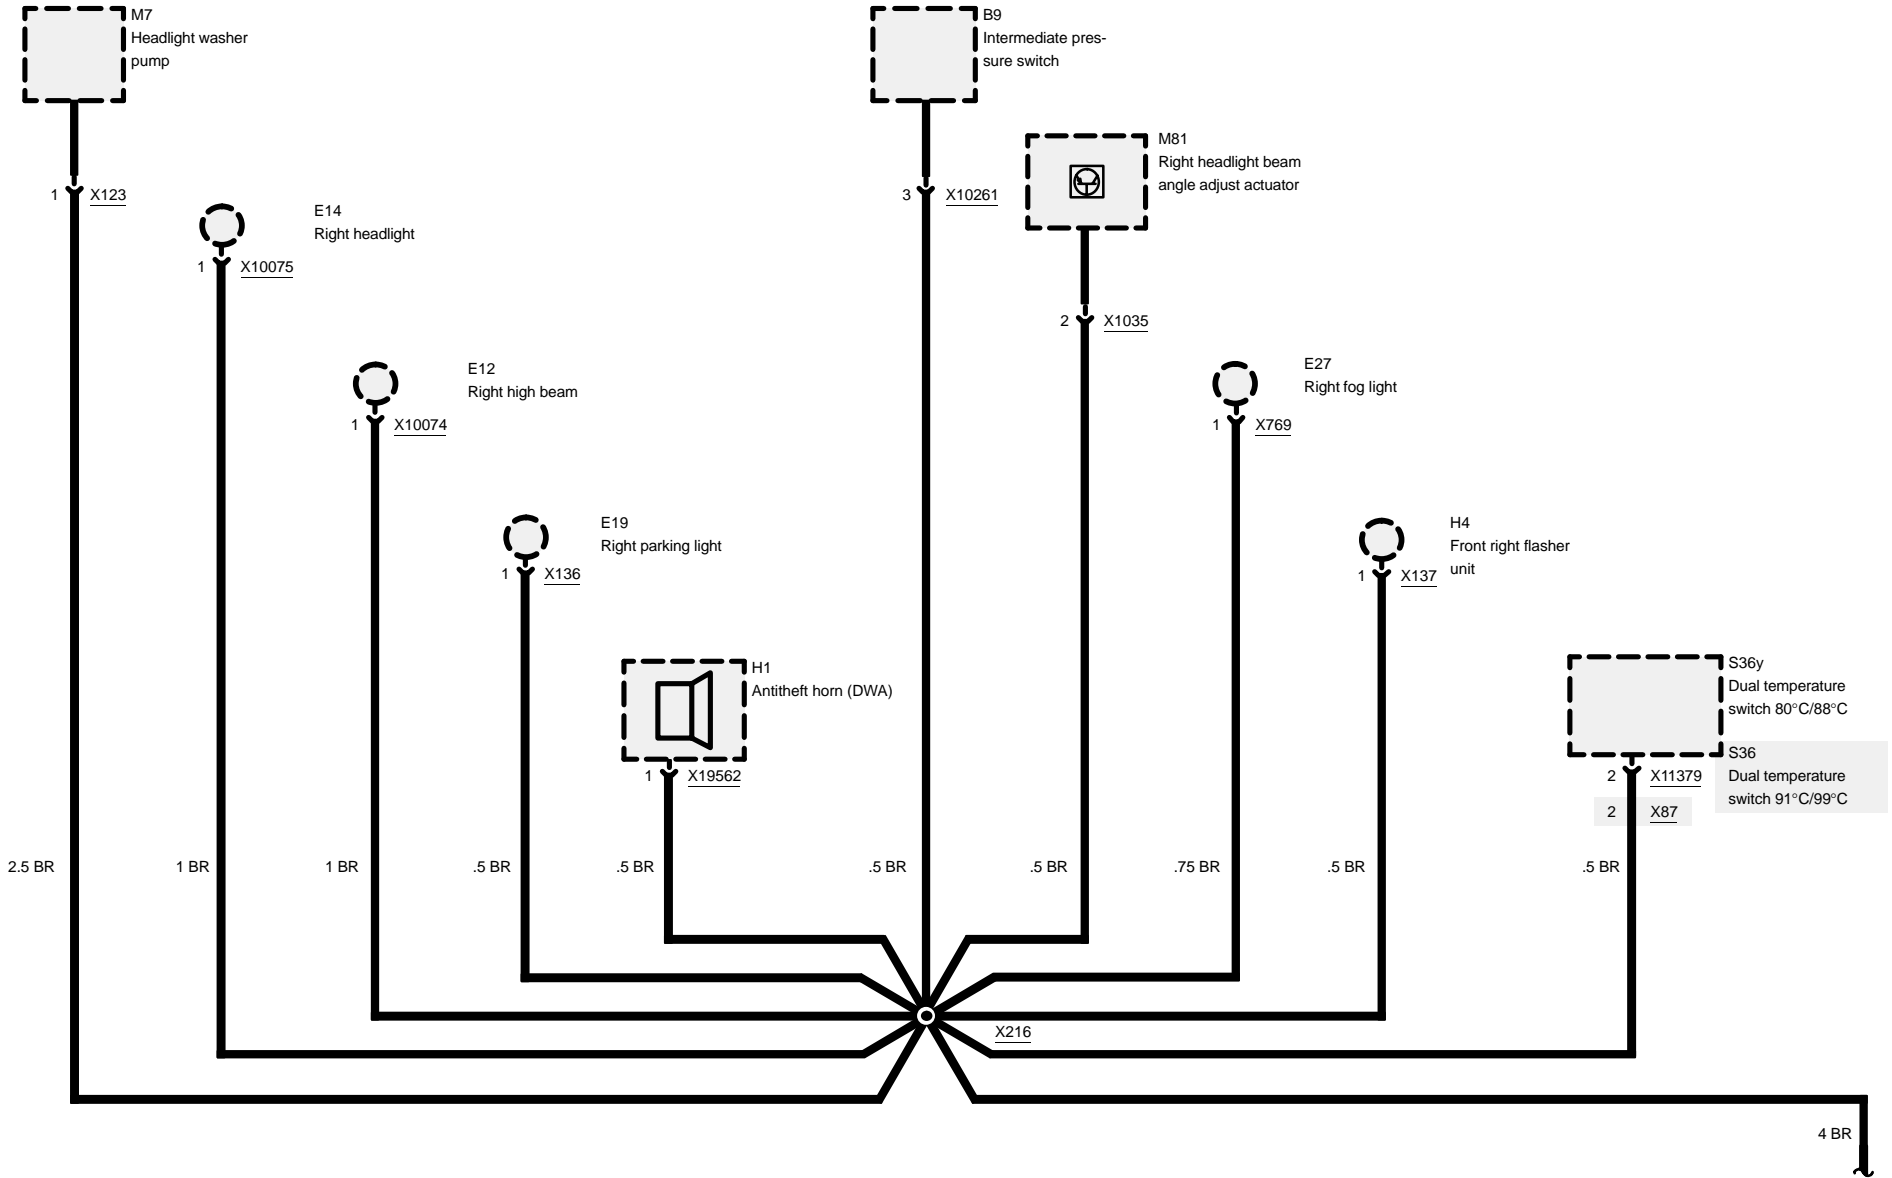 M7
Headlight washer
pump
B9
Intermediate pres-
sure switch
M81
Right headlight beam
angle adjust actuator
1 X123
3 X10261
E14
Right headlight
1 X10075
2 X1035
E12
Right high beam
1 X10074
E27
Right fog light
1 X769
E19
Right parking light
1 X136
H4
Front right flasher
unit
1 X137
H1
Antitheft horn (DWA)
1 X19562
S36y
Dual temperature
switch 80°C/88°C
S36
Dual temperature
switch 91°C/99°C
2 X11379
2 X87
2.5 BR
1 BR
1 BR
.5 BR
.5 BR
.5 BR
.5 BR
.75 BR
.5 BR
.5 BR
X216
4 BR